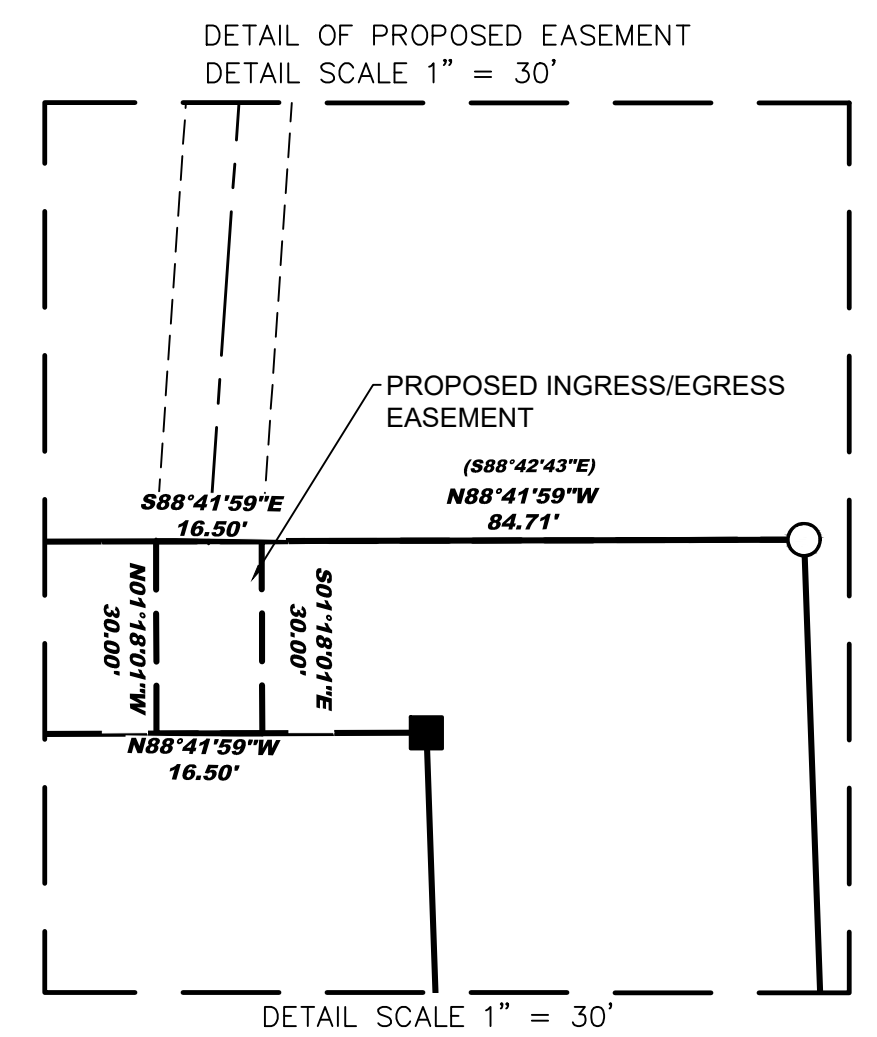 DETAIL OF PROPOSED EASEMENT
DETAIL SCALE 1” = 30’
PROPOSED INGRESS/EGRESS
EASEMENT
(S88°42'43"E)
N88°41'59"W
84.71'
S88°41'59"E
16.50'
N01°18'01"W
30.00'
S01°18'01"E
30.00'
N88°41'59"W
16.50'
DETAIL SCALE 1” = 30’